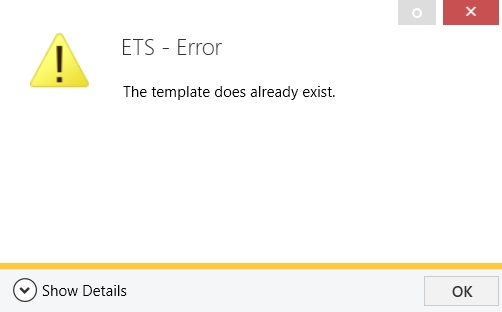 ETS - Error
The template does already exist.
Show Details
OK